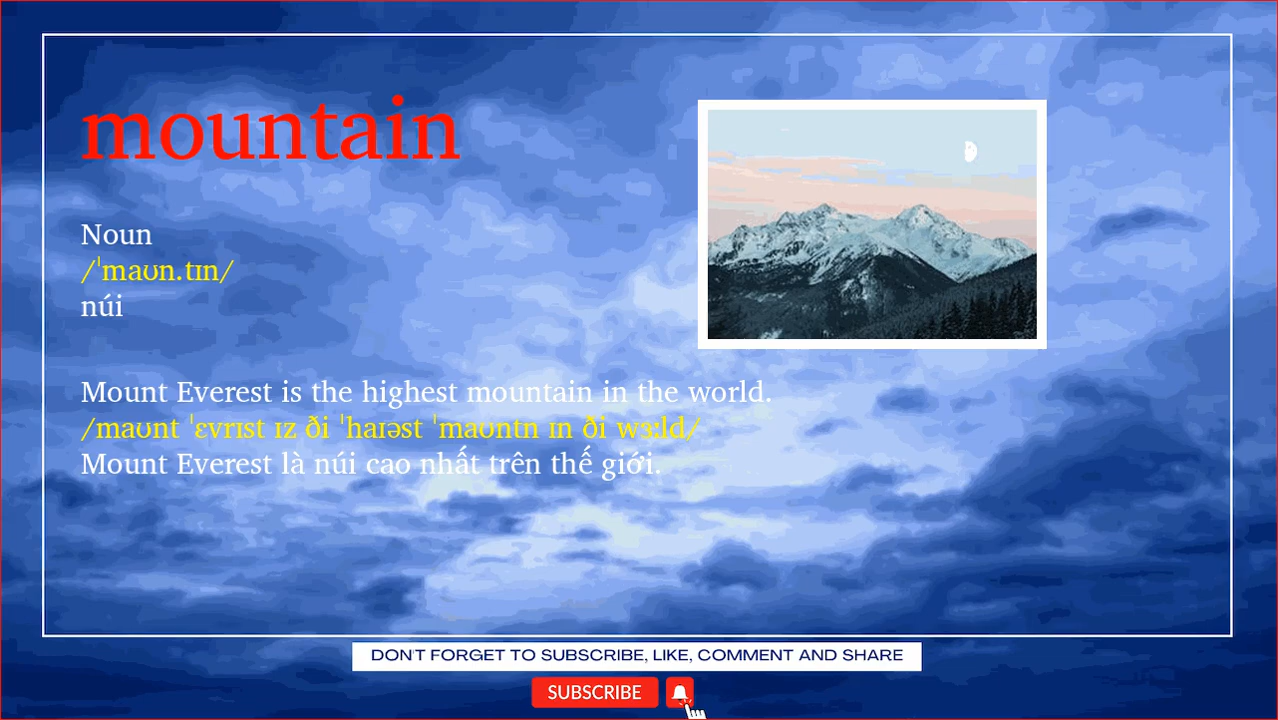 mountain
Noun
/ˈmaʊn.tɪn/
núi
Mount Everest is the highest mountain in the world.
/maʊnt ˈɛvrɪst ɪz ði ˈhaɪəst ˈmaʊntn ɪn ði wɜːld/
Mount Everest là núi cao nhất trên thế giới.
DON'T FORGET TO SUBSCRIBE, LIKE, COMMENT AND SHARE
SUBSCRIBE